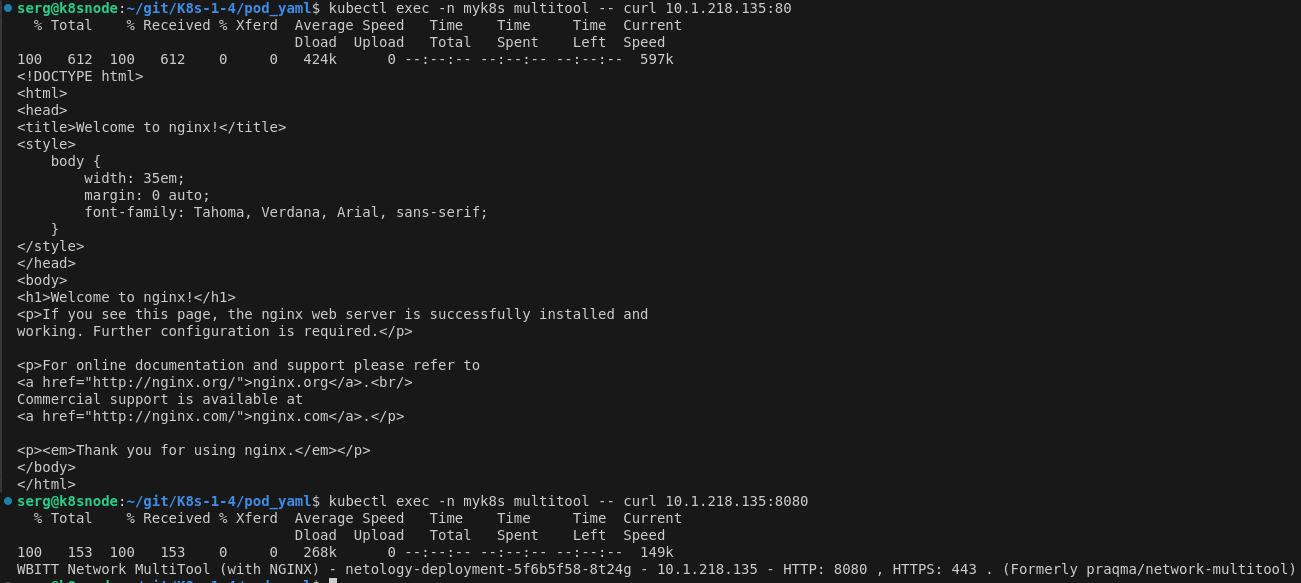 serg@k8snode:~/git/K8s-1-4/pod_yaml$ kubectl exec -n myk8s multitool -- curl 10.1.218.135:80
  % Total    % Received % Xferd  Average Speed   Time    Time     Time  Current
                                 Dload  Upload   Total   Spent    Left  Speed
100   612  100   612    0     0   424k      0 --:--:-- --:--:-- --:--:--  597k
<!DOCTYPE html>
<html>
<head>
<title>Welcome to nginx!</title>
<style>
    body {
        width: 35em;
        margin: 0 auto;
        font-family: Tahoma, Verdana, Arial, sans-serif;
    }
</style>
</head>
<body>
<h1>Welcome to nginx!</h1>
<p>If you see this page, the nginx web server is successfully installed and
working. Further configuration is required.</p>

<p>For online documentation and support please refer to
<a href="http://nginx.org/">nginx.org</a>.<br/>
Commercial support is available at
<a href="http://nginx.com/">nginx.com</a>.</p>

<p><em>Thank you for using nginx.</em></p>
</body>
</html>
serg@k8snode:~/git/K8s-1-4/pod_yaml$ kubectl exec -n myk8s multitool -- curl 10.1.218.135:8080
  % Total    % Received % Xferd  Average Speed   Time    Time     Time  Current
                                 Dload  Upload   Total   Spent    Left  Speed
100   153  100   153    0     0   268k      0 --:--:-- --:--:-- --:--:--  149k
WBITT Network MultiTool (with NGINX) - netology-deployment-5f6b5f58-8t24g - 10.1.218.135 - HTTP: 8080 , HTTPS: 443 . (Formerly praqma/network-multitool)
serg@k8snode:~/git/K8s-1-4/pod_yaml$